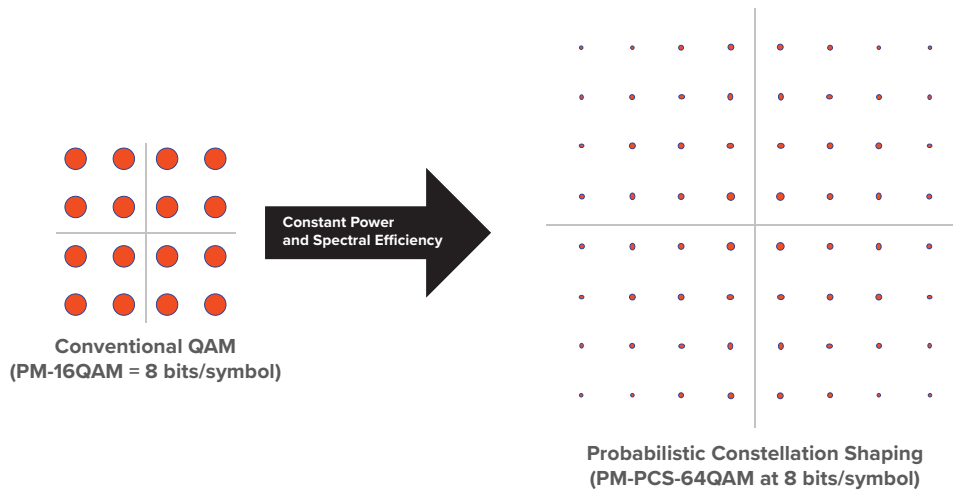 Constant Power
and Spectral Efficiency
Conventional QAM
(PM-16QAM = 8 bits/symbol)
Probabilistic Constellation Shaping
(PM-PCS-64QAM at 8 bits/symbol)